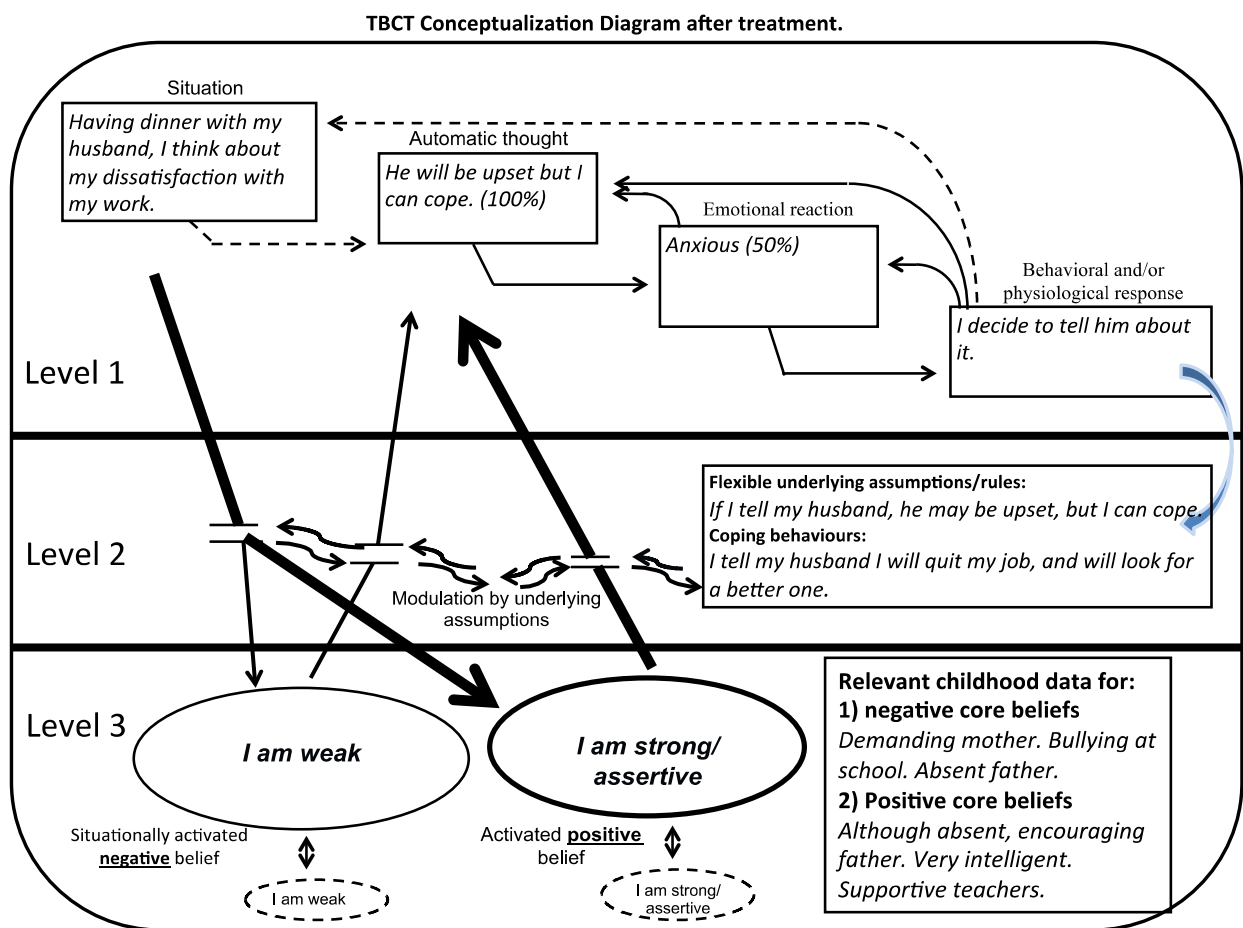 TBCT Conceptualization Diagram after treatment.
Situation
Having dinner with my
husband, I think about
my dissatisfaction with
my work.
Automatic thought
He will be upset but I
can cope. (100%)
Emotional reaction
Anxious (50%)
Behavioral and/or
physiological response
I decide to tell him about
it.
Level 1
Level 2
Modulation by underlying
assumptions
Flexible underlying assumptions/rules:
If I tell my husband, he may be upset, but I can cope.
Coping behaviours:
I tell my husband I will quit my job, and will look for
a better one.
Level 3
I am weak
I am strong/
assertive
Situationally activated
negative belief
I am weak
Activated positive
belief
I am strong/
assertive
Relevant childhood data for:
1) negative core beliefs
Demanding mother. Bullying at
school. Absent father.
2) Positive core beliefs
Although absent, encouraging
father. Very intelligent.
Supportive teachers.